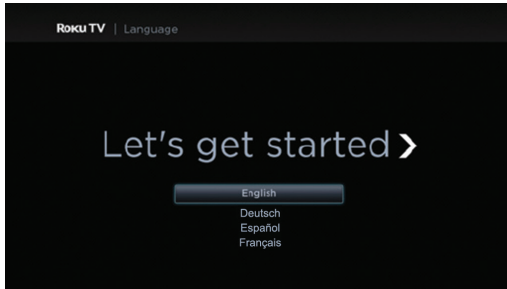 Roku TV | Language
Let's get started
English
Deutsch
Español
Français